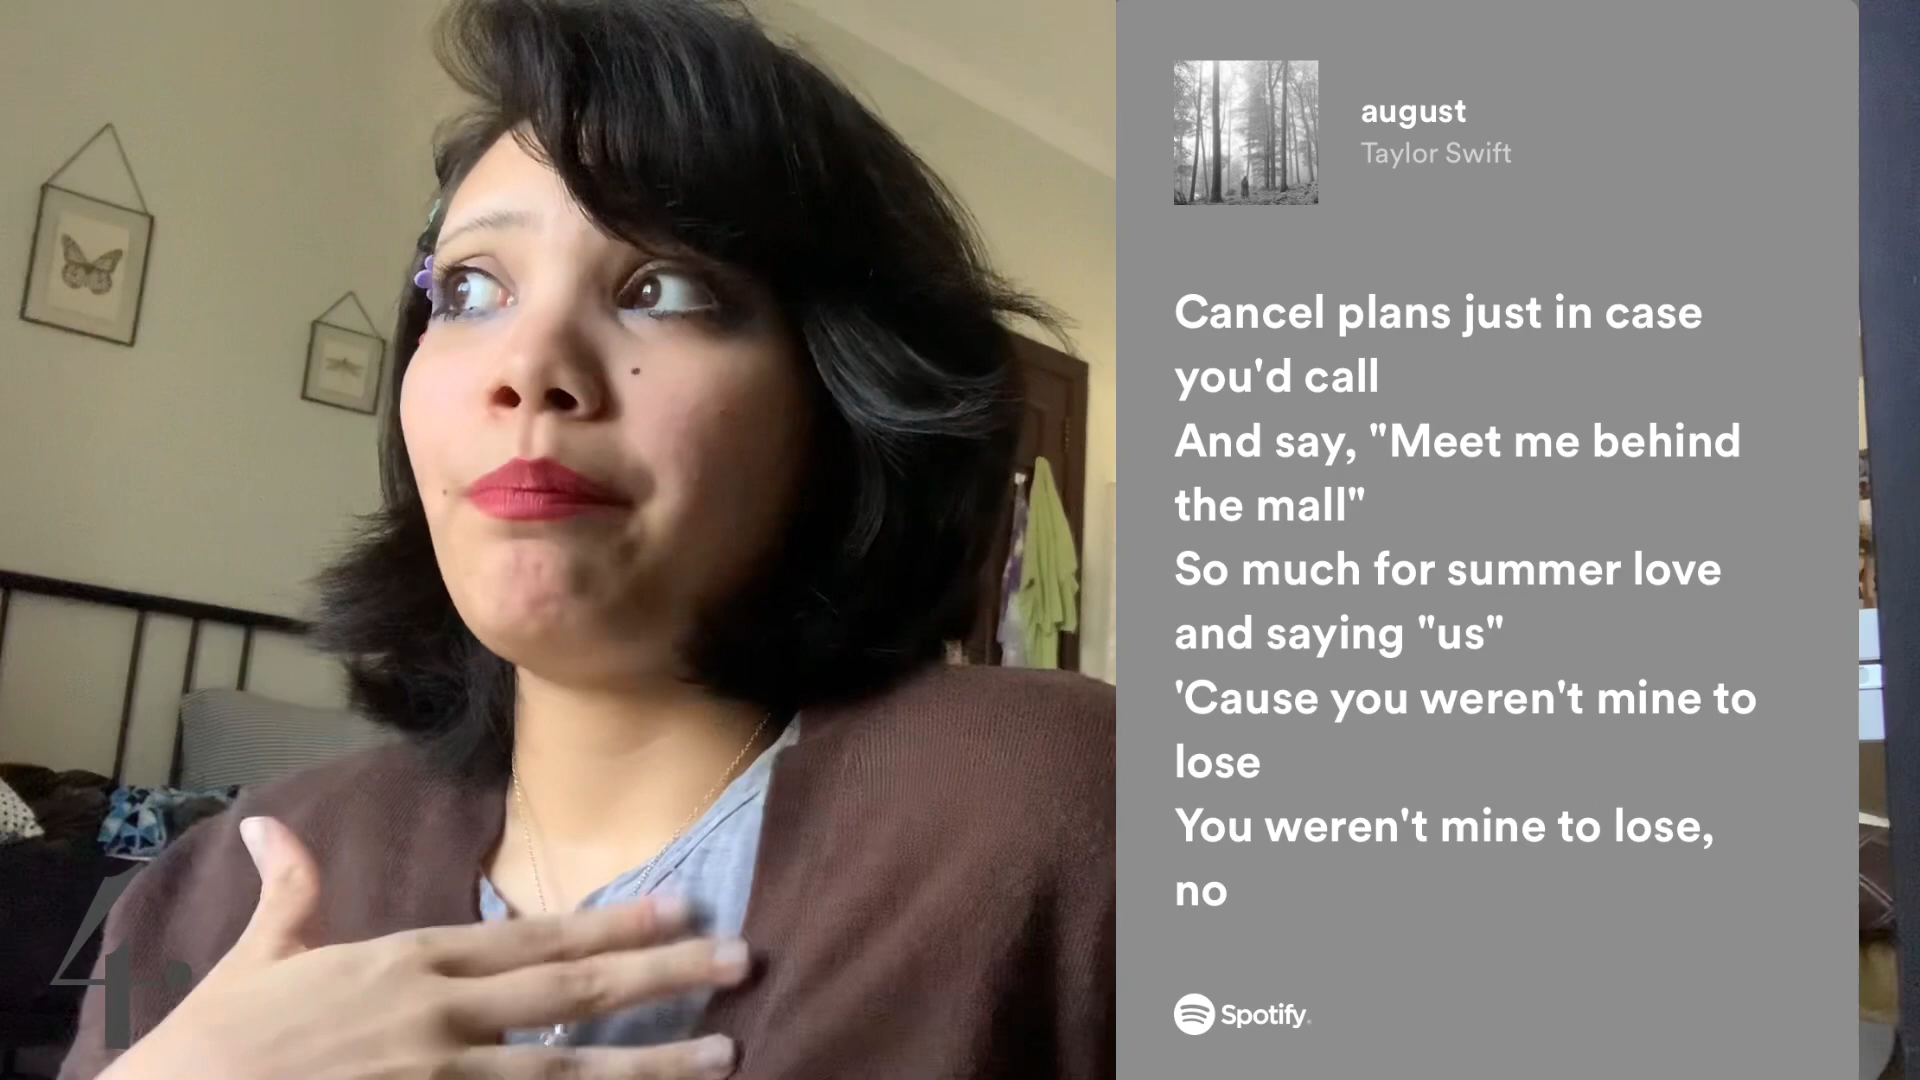 august
Taylor Swift
Cancel plans just in case
you'd call
And say, "Meet me behind
the mall"
So much for summer love
and saying "us"
'Cause you weren't mine to
lose
You weren't mine to lose,
no
Spotify
4.